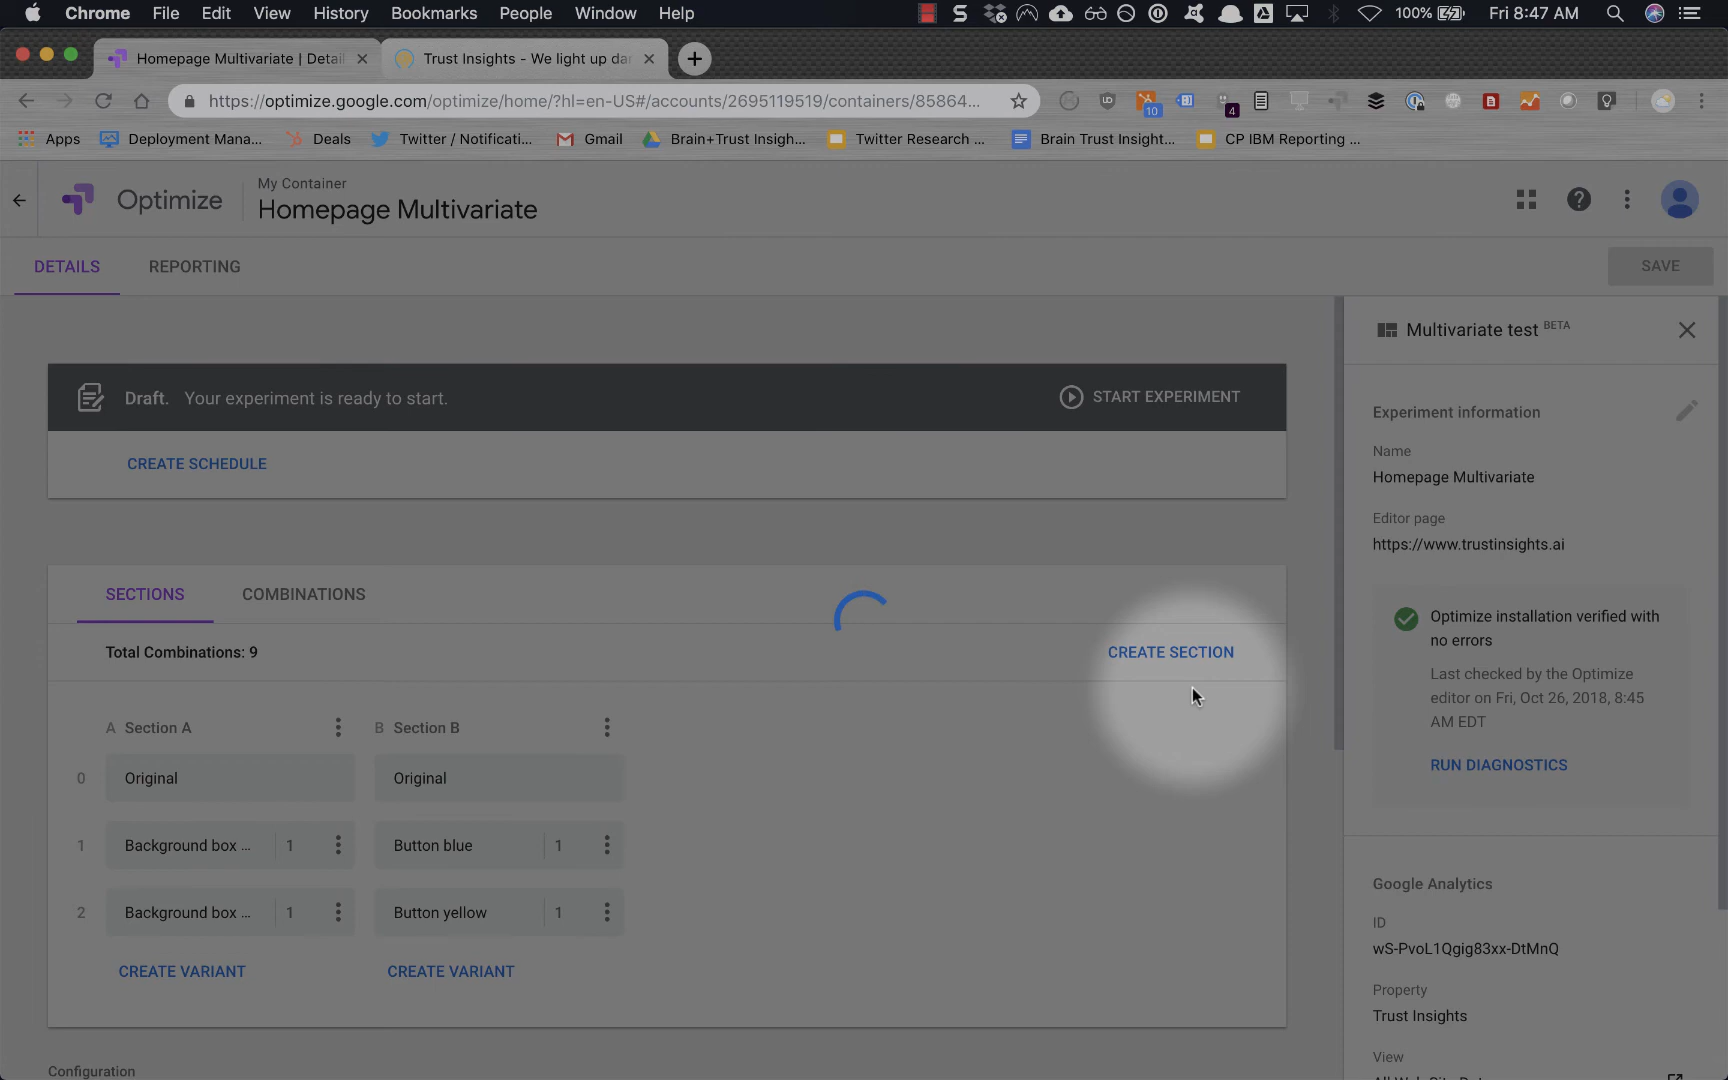 Chrome File Edit View History Bookmarks People Window Help 100% Fri 8:47 AM
Homepage Multivariate | Detail Trust Insights - We light up dar
https://optimize.google.com/optimize/home/?hl=en-US#/accounts/2695119519/containers/85864... 10 4
Apps Deployment Mana... Deals Twitter / Notificati... Gmail Brain+Trust Insigh... Twitter Research ... Brain Trust Insight... CP IBM Reporting ...
My Container
Optimize Homepage Multivariate
DETAILS REPORTING SAVE
Multivariate test BETA
Draft. Your experiment is ready to start. START EXPERIMENT
CREATE SCHEDULE
Experiment information
Name
Homepage Multivariate
Editor page
https://www.trustinsights.ai
SECTIONS COMBINATIONS
Total Combinations: 9 CREATE SECTION
A Section A B Section B
0 Original Original
1 Background box ... 1 Button blue 1
2 Background box ... 1 Button yellow 1
CREATE VARIANT CREATE VARIANT
Configuration
Optimize installation verified with
no errors
Last checked by the Optimize
editor on Fri, Oct 26, 2018, 8:45
AM EDT
RUN DIAGNOSTICS
Google Analytics
ID
wS-PvoL1Qgig83xx-DtMnQ
Property
Trust Insights
View